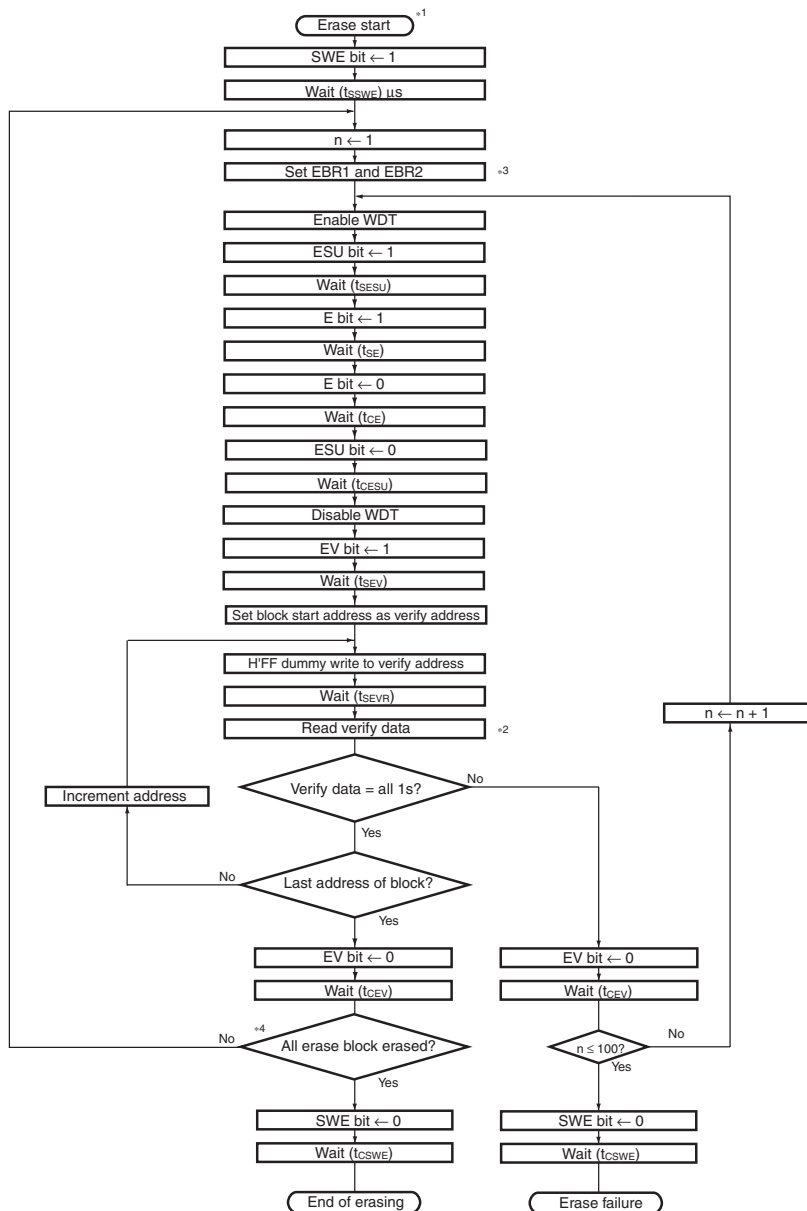 Erase start *1
SWE bit ← 1
Wait (tSSWE) μs
n ← 1
Set EBR1 and EBR2 *3
Enable WDT
ESU bit ← 1
Wait (tSESU)
E bit ← 1
Wait (tSE)
E bit ← 0
Wait (tCE)
ESU bit ← 0
Wait (tCESU)
Disable WDT
EV bit ← 1
Wait (tSEV)
Set block start address as verify address
H'FF dummy write to verify address
Wait (tSEVR)
Read verify data *2
n ← n + 1
Verify data = all 1s?
No
Increment address
Yes
Last address of block?
No
Yes
EV bit ← 0
EV bit ← 0
Wait (tCEV)
Wait (tCEV)
No
*4
All erase block erased?
n ≤ 100?
No
Yes
Yes
SWE bit ← 0
SWE bit ← 0
Wait (tCSWE)
Wait (tCSWE)
End of erasing
Erase failure